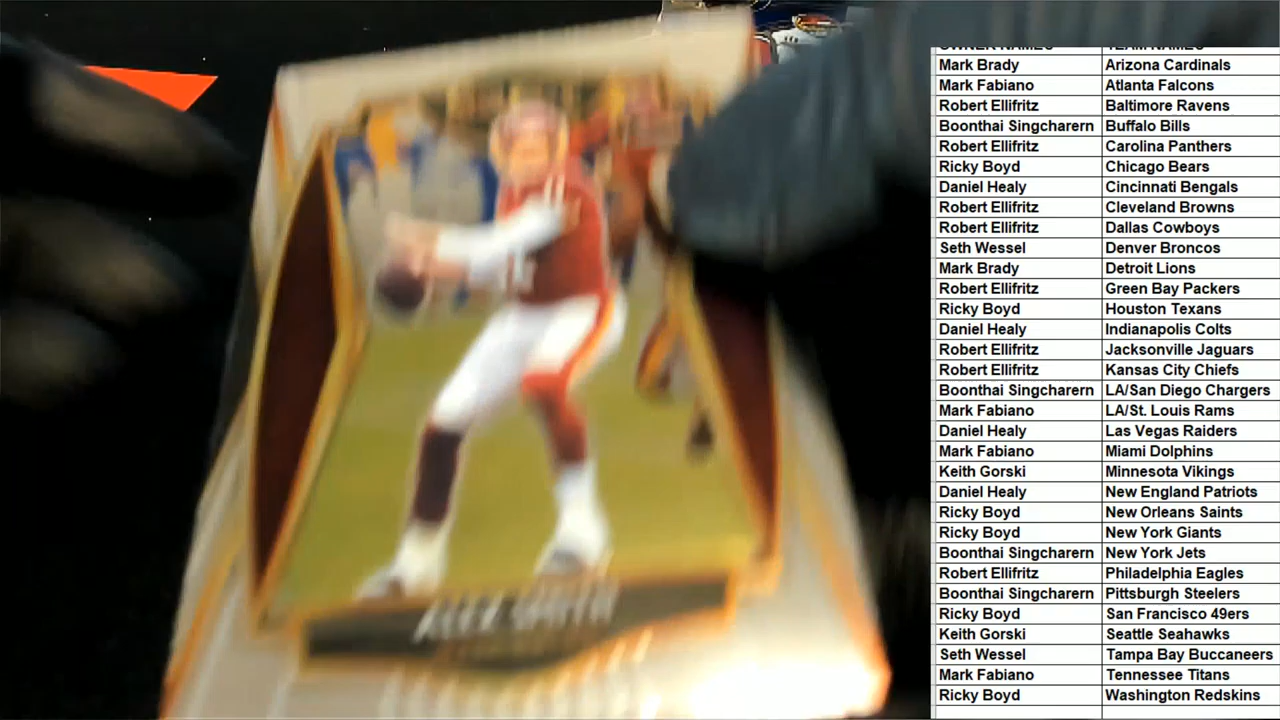 OWNER NAMES TEAM NAMES
Mark Brady Arizona Cardinals
Mark Fabiano Atlanta Falcons
Robert Ellifritz Baltimore Ravens
Boonthai Singcharern Buffalo Bills
Robert Ellifritz Carolina Panthers
Ricky Boyd Chicago Bears
Daniel Healy Cincinnati Bengals
Robert Ellifritz Cleveland Browns
Robert Ellifritz Dallas Cowboys
Seth Wessel Denver Broncos
Mark Brady Detroit Lions
Robert Ellifritz Green Bay Packers
Ricky Boyd Houston Texans
Daniel Healy Indianapolis Colts
Robert Ellifritz Jacksonville Jaguars
Robert Ellifritz Kansas City Chiefs
Boonthai Singcharern LA/San Diego Chargers
Mark Fabiano LA/St. Louis Rams
Daniel Healy Las Vegas Raiders
Mark Fabiano Miami Dolphins
Keith Gorski Minnesota Vikings
Daniel Healy New England Patriots
Ricky Boyd New Orleans Saints
Ricky Boyd New York Giants
Boonthai Singcharern New York Jets
Robert Ellifritz Philadelphia Eagles
Boonthai Singcharern Pittsburgh Steelers
Ricky Boyd San Francisco 49ers
Keith Gorski Seattle Seahawks
Seth Wessel Tampa Bay Buccaneers
Mark Fabiano Tennessee Titans
Ricky Boyd Washington Redskins
ALEX SMITH